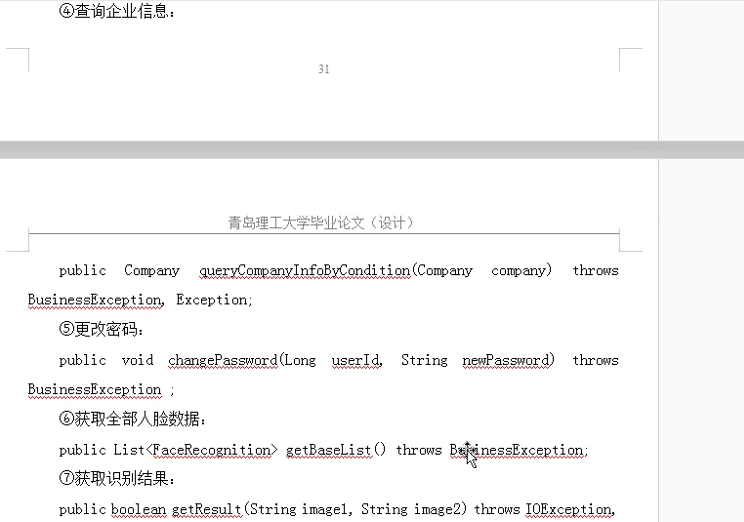 ④查询企业信息：
31
青岛理工大学毕业论文（设计）
public Company queryCompanyInfoByCondition(Company company) throws
BusinessException, Exception;
⑤更改密码：
public void changePassword(Long userId, String newPassword) throws
BusinessException ;
⑥获取全部人脸数据：
public List<FaceRecognition> getBaseList() throws BusinessException;
⑦获取识别结果：
public boolean getResult(String image1, String image2) throws IOException,